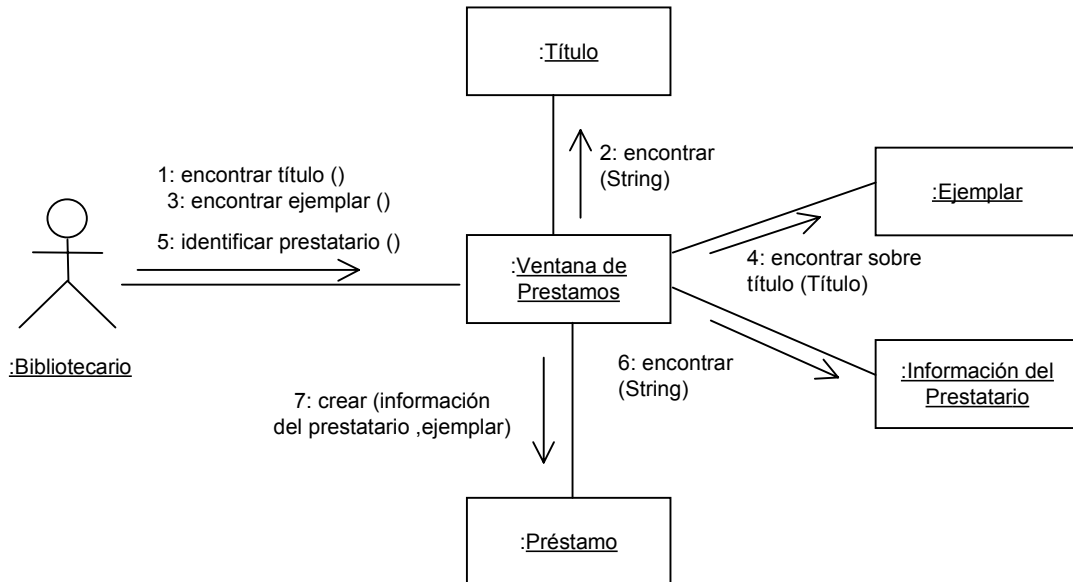 :Título
2: encontrar
(String)
1: encontrar título ()
3: encontrar ejemplar ()
5: identificar prestatario ()
:Ejemplar
:Ventana de
Prestamos
4: encontrar sobre
título (Título)
:Bibliotecario
6: encontrar
(String)
:Información del
Prestatario
7: crear (información
del prestatario ,ejemplar)
:Préstamo